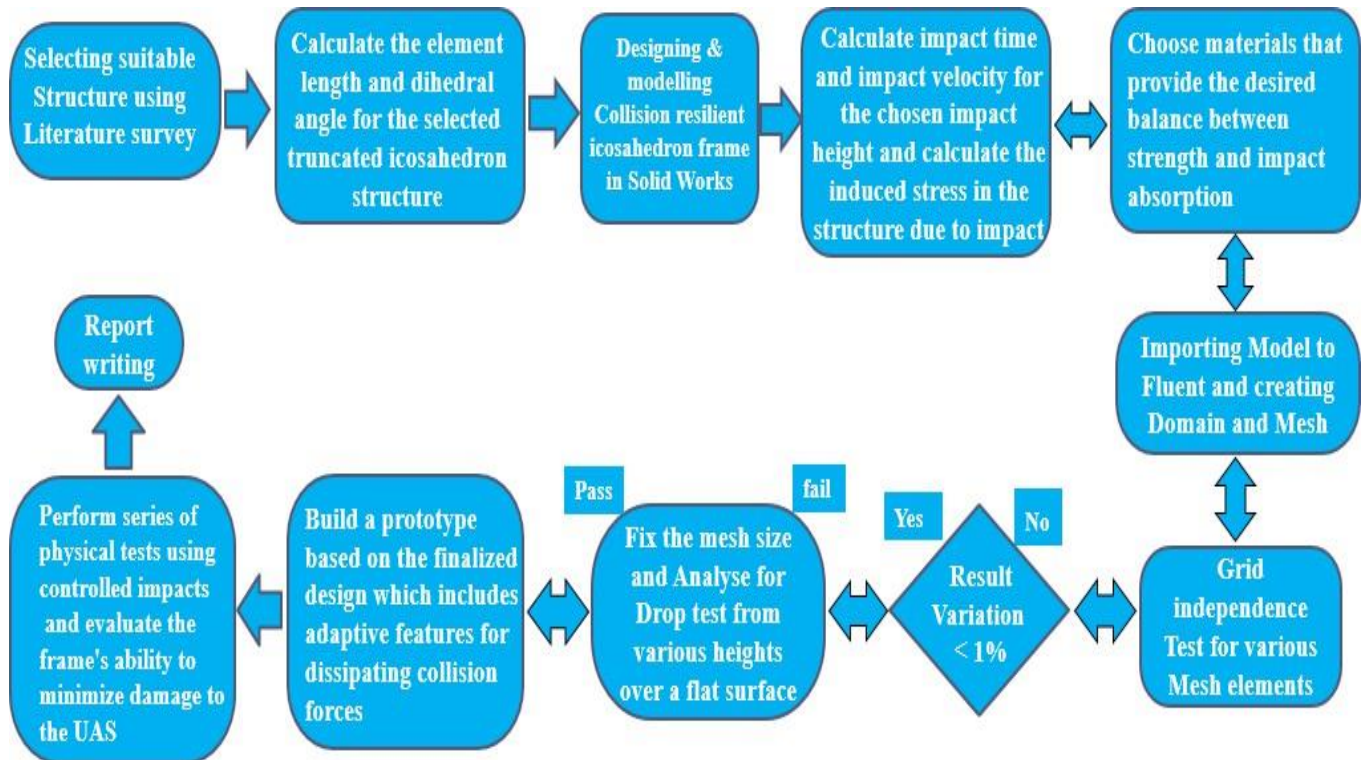 Selecting suitable
Structure using
Literature survey
Calculate the element
length and dihedral
angle for the selected
truncated icosahedron
structure
Designing &
modelling
Collision resilient
icosahedron frame
in Solid Works
Calculate impact time
and impact velocity for
the chosen impact
height and calculate the
induced stress in the
structure due to impact
Choose materials that
provide the desired
balance between
strength and impact
absorption
Importing Model to
Fluent and creating
Domain and Mesh
Grid
independence
Test for various
Mesh elements
No
Yes
Result
Variation
< 1%
fail
Pass
Fix the mesh size
and Analyse for
Drop test from
various heights
over a flat surface
Build a prototype
based on the finalized
design which includes
adaptive features for
dissipating collision
forces
Perform series of
physical tests using
controlled impacts
and evaluate the
frame's ability to
minimize damage to
the UAS
Report
writing